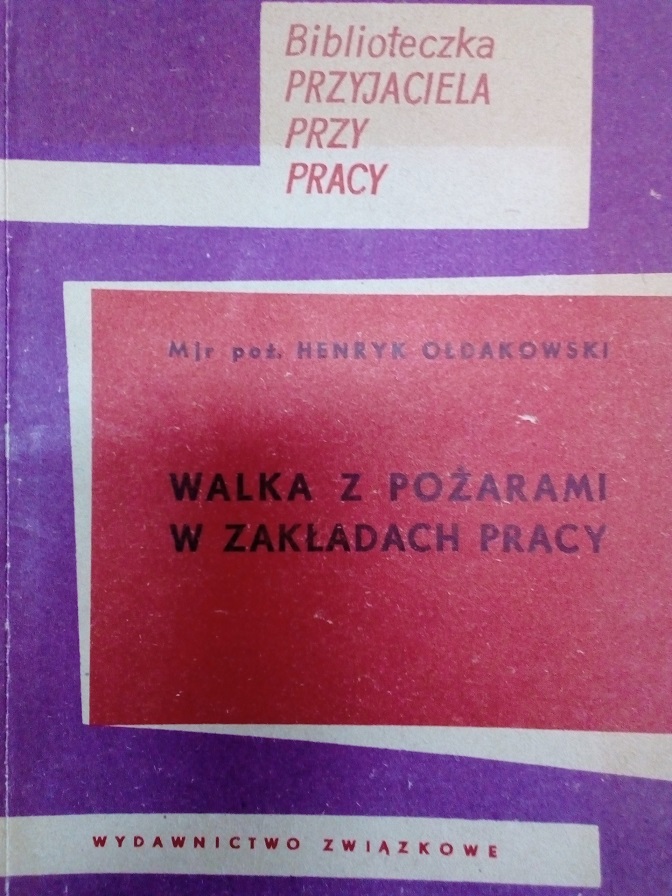 Biblioteczka
PRZYJACIELA
PRZY
PRACY
Mjr poż. HENRYK OŁDAKOWSKI
WALKA Z POŻARAMI
W ZAKŁADACH PRACY
WYDAWNICTWO ZWIĄZKOWE